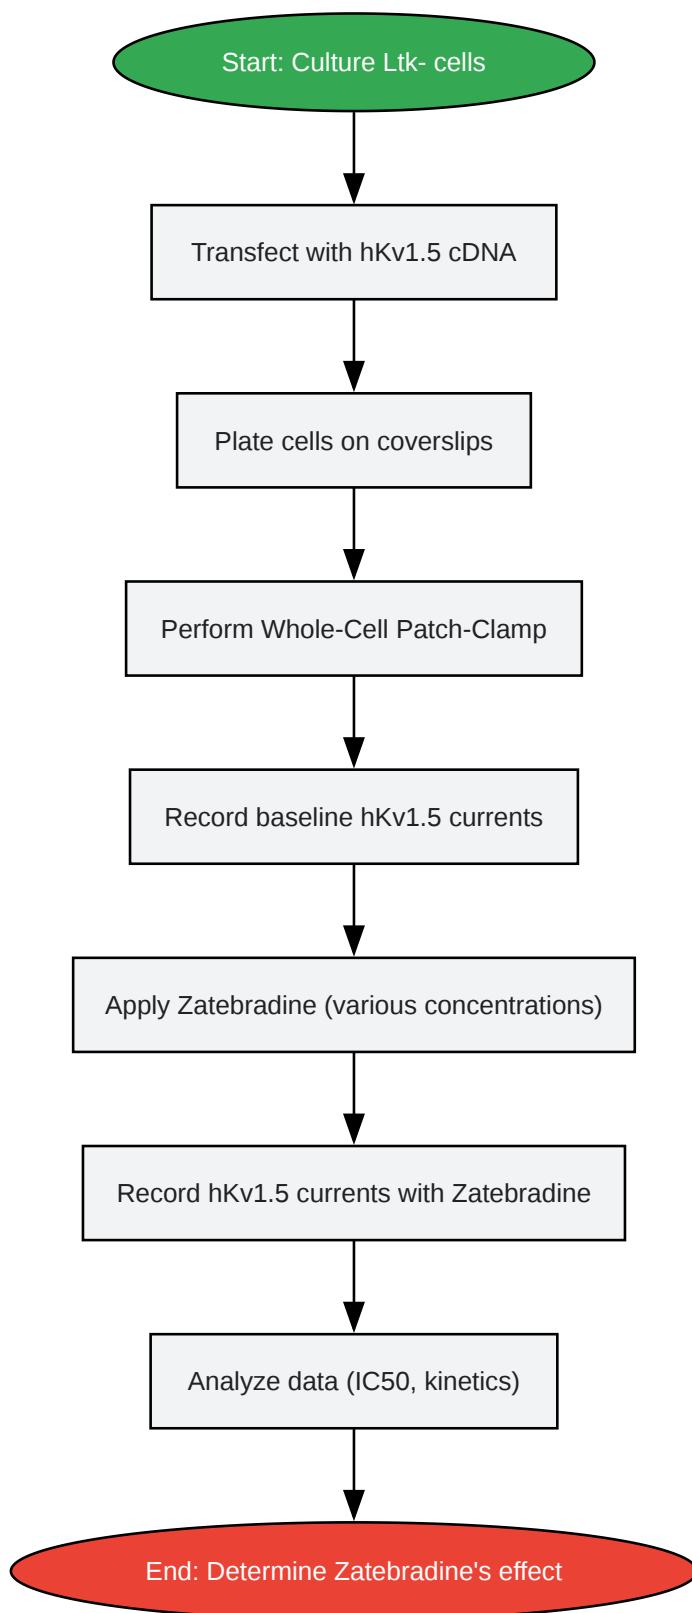 Start: Culture Ltk- cells
Transfect with hKv1.5 cDNA
Plate cells on coverslips
Perform Whole-Cell Patch-Clamp
Record baseline hKv1.5 currents
Apply Zatebradine (various concentrations)
Record hKv1.5 currents with Zatebradine
Analyze data (IC50, kinetics)
End: Determine Zatebradine's effect